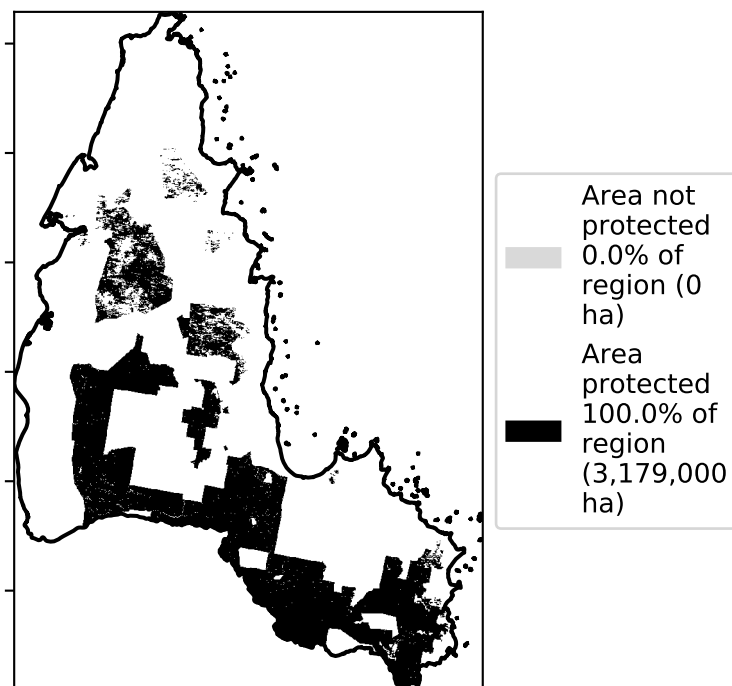 Area not
protected
0.0% of
region (0
ha)
Area
protected
100.0% of
region
(3,179,000
ha)